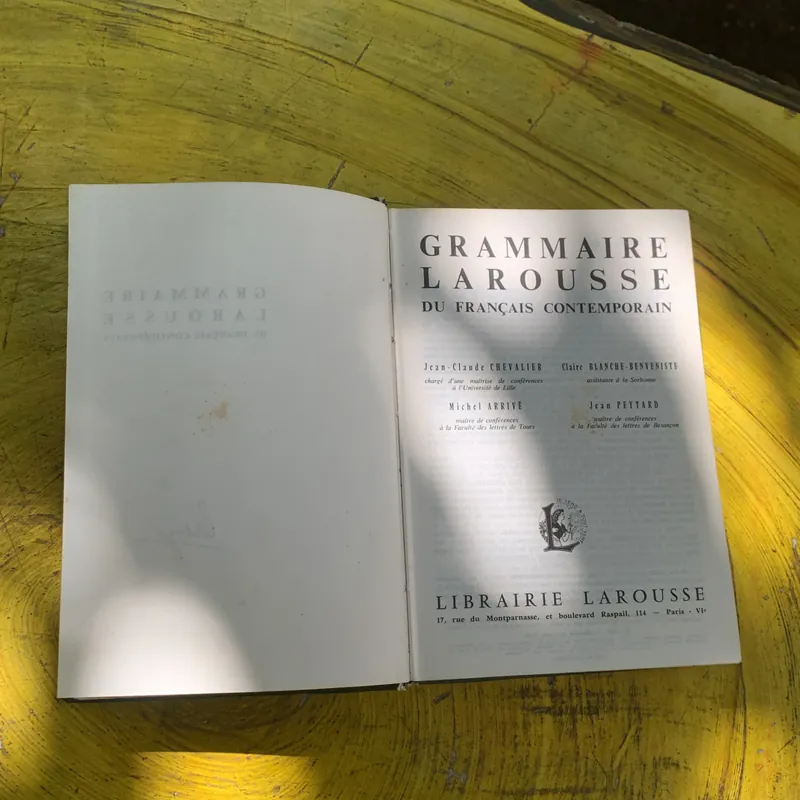 GRAMMAIRE
LAROUSSE
DU FRANÇAIS CONTEMPORAIN
Jean-Claude CHEVALIER
chargé d'une maîtrise de conférences
à l'Université de Lille
Claire BLANCHE-BENVENISTE
assistante à la Sorbonne
Michel ARRIVÉ
maître de conférences
à la Faculté des lettres de Tours
Jean PEYTARD
maître de conférences
à la Faculté des lettres de Besançon
LIBRAIRIE LAROUSSE
17, rue du Montparnasse, et boulevard Raspail, 114 — Paris - VIe